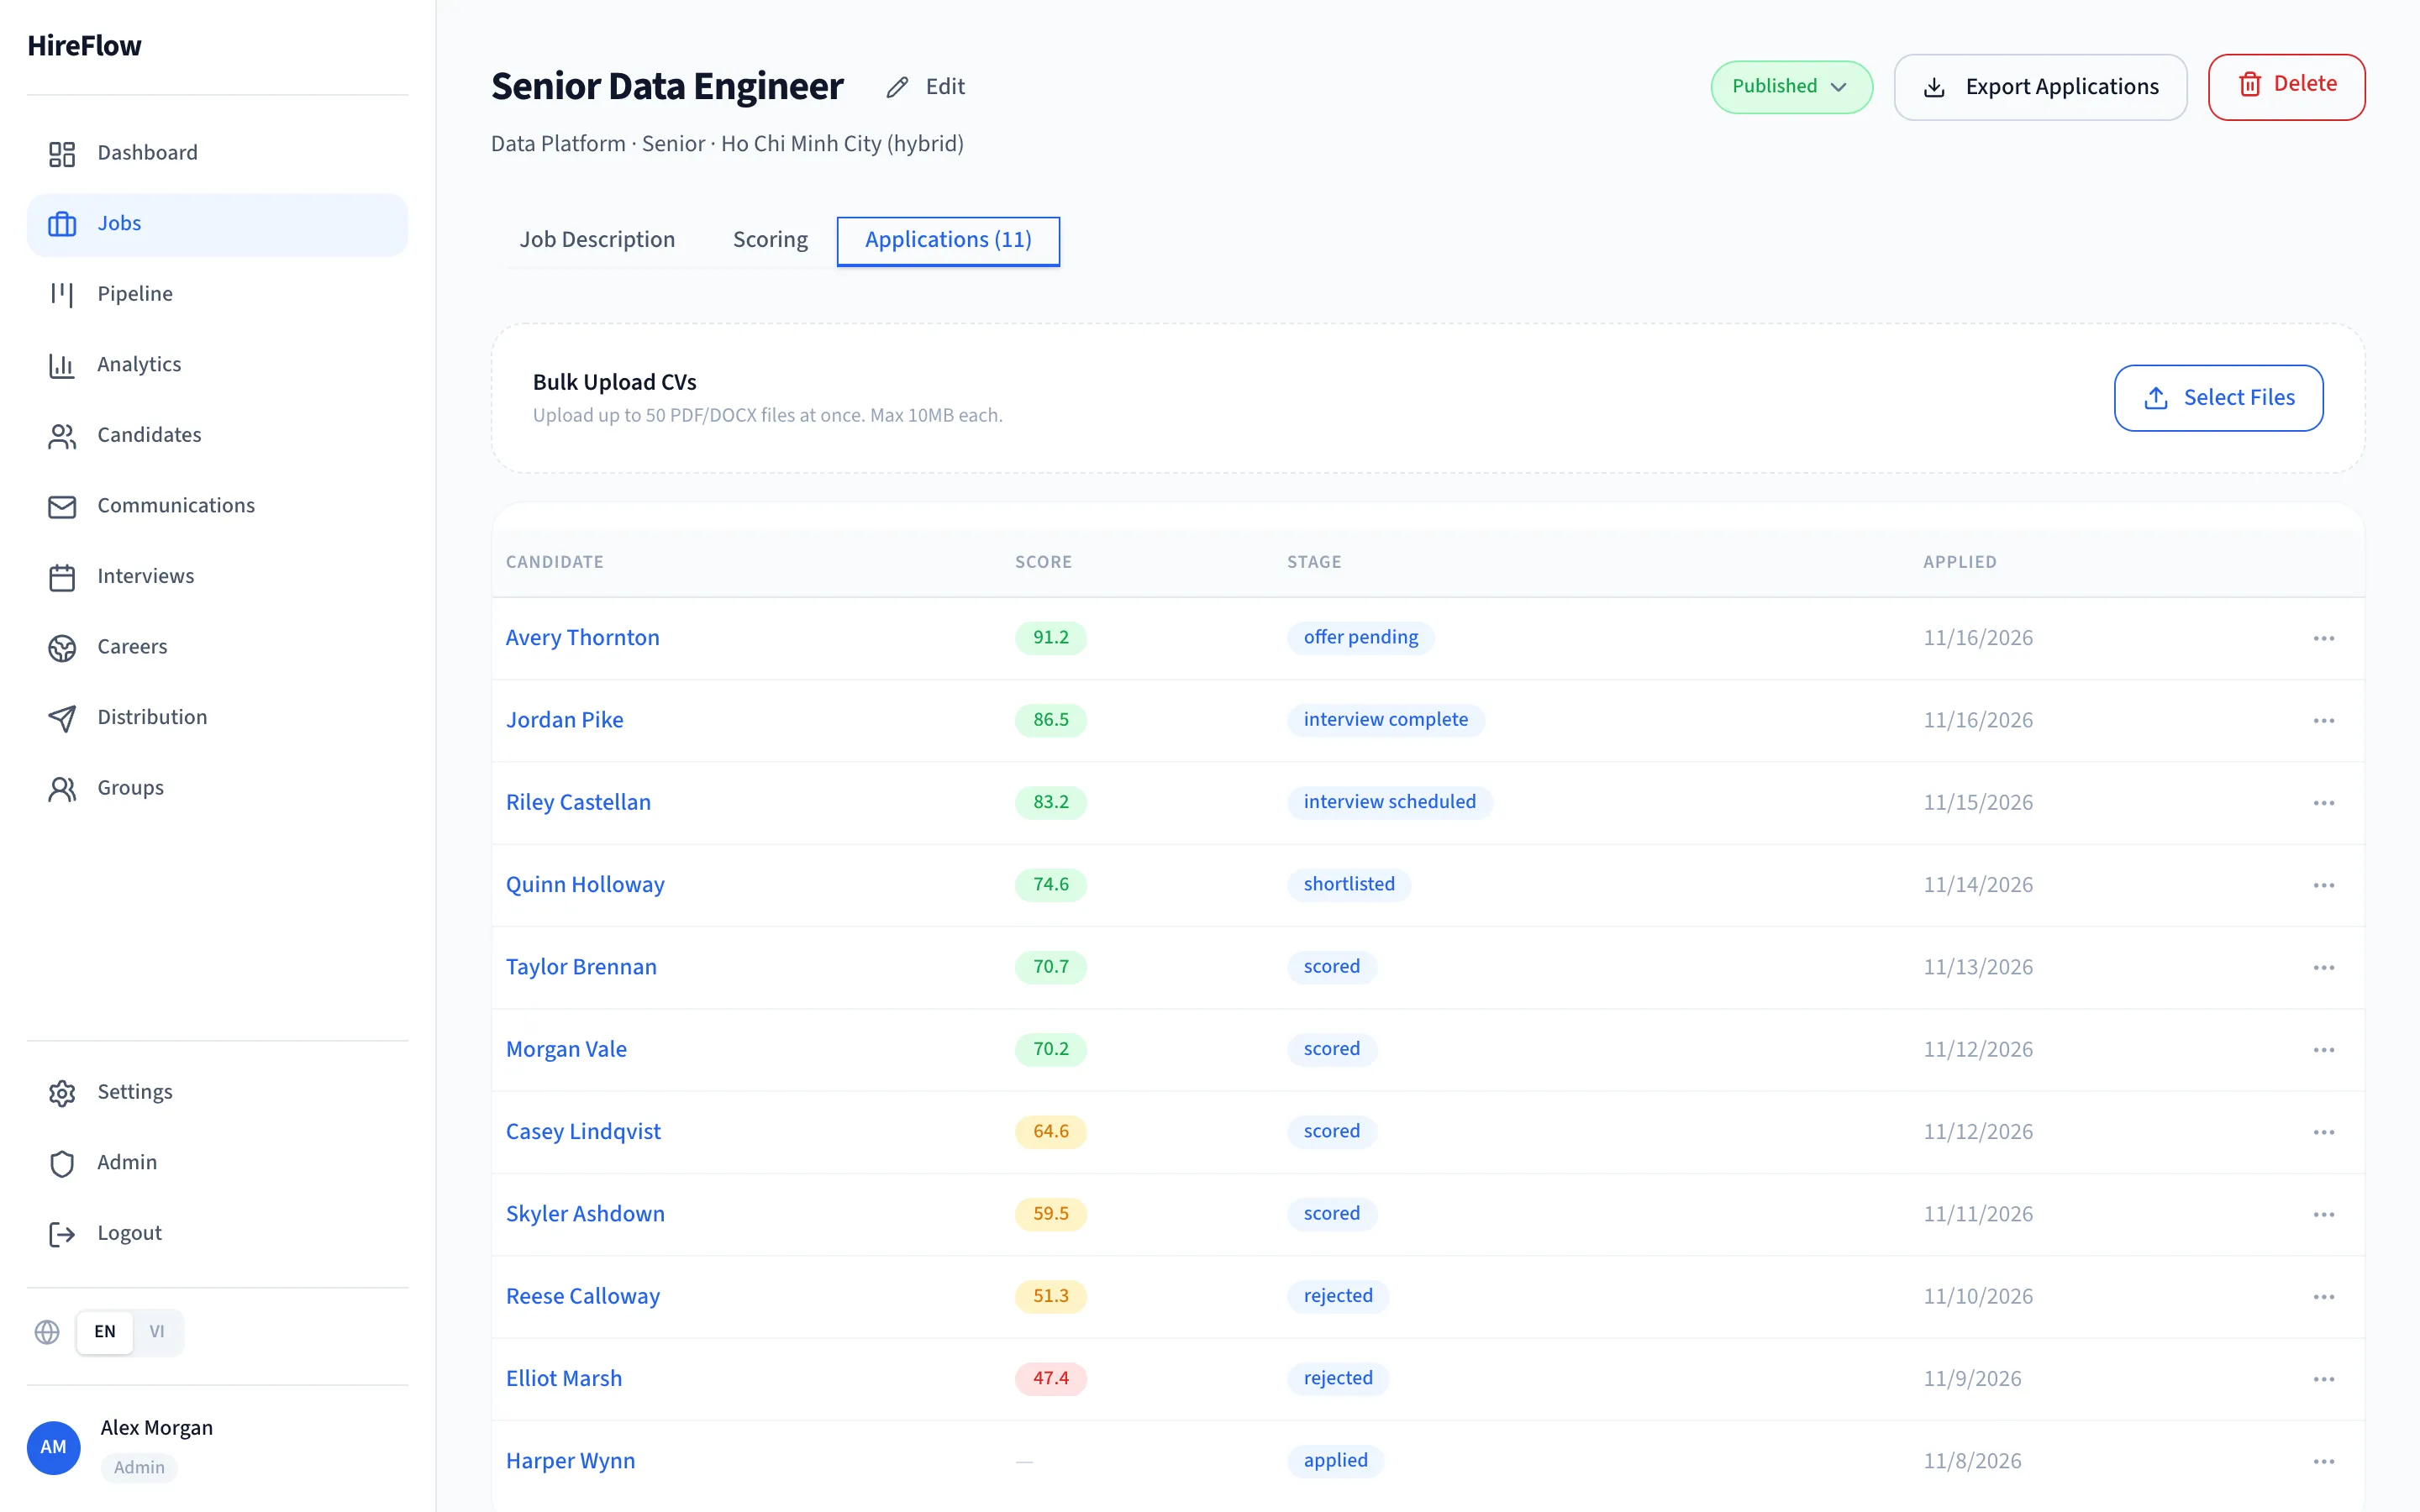 HireFlow
Dashboard
Jobs
Pipeline
Analytics
Candidates
Communications
Interviews
Careers
Distribution
Groups
Settings
Admin
Logout
EN VI
AM
Alex Morgan
Admin
Senior Data Engineer Edit
Published Export Applications Delete
Data Platform · Senior · Ho Chi Minh City (hybrid)
Job Description Scoring Applications (11)
Bulk Upload CVs
Upload up to 50 PDF/DOCX files at once. Max 10MB each.
Select Files
CANDIDATE SCORE STAGE APPLIED
Avery Thornton 91.2 offer pending 11/16/2026 ...
Jordan Pike 86.5 interview complete 11/16/2026 ...
Riley Castellan 83.2 interview scheduled 11/15/2026 ...
Quinn Holloway 74.6 shortlisted 11/14/2026 ...
Taylor Brennan 70.7 scored 11/13/2026 ...
Morgan Vale 70.2 scored 11/12/2026 ...
Casey Lindqvist 64.6 scored 11/12/2026 ...
Skyler Ashdown 59.5 scored 11/11/2026 ...
Reese Calloway 51.3 rejected 11/10/2026 ...
Elliot Marsh 47.4 rejected 11/9/2026 ...
Harper Wynn — applied 11/8/2026 ...